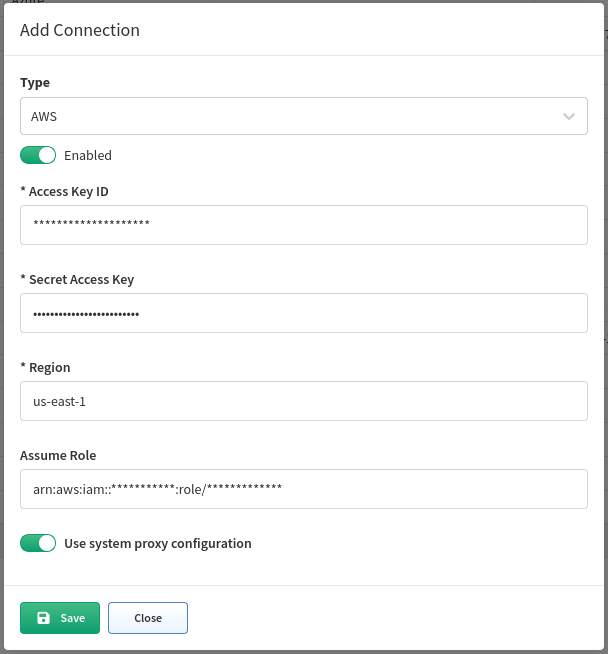 Add Connection
Type
AWS
Enabled
* Access Key ID
********************
* Secret Access Key
•••••••••••••••••••••••••
* Region
us-east-1
Assume Role
arn:aws:iam::***********:role/*************
Use system proxy configuration
Save
Close